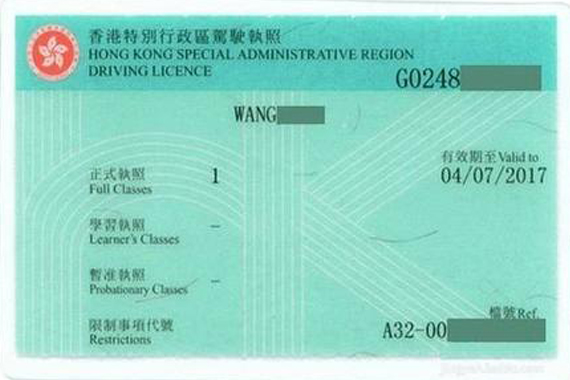 香港特別行政區駕駛執照
HONG KONG SPECIAL ADMINISTRATIVE REGION
DRIVING LICENCE
G0248
WANG
有效期至 Valid to
04/07/2017
正式執照 1
Full Classes
學習執照 –
Learner's Classes
暫准執照 –
Probationary Classes
檔號 Ref.
A32-00
限制事項代號
Restrictions